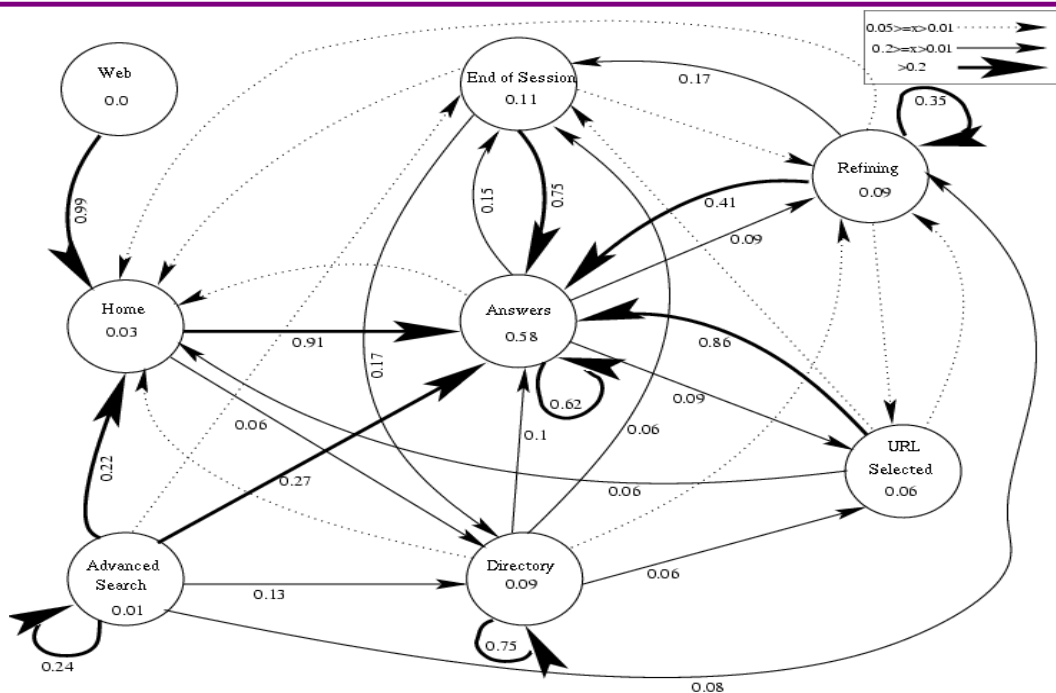 0.05>=x>0.01
0.2>=x>0.01
>0.2
Web
0.0
End of Session
0.11
0.17
0.35
Refining
0.09
0.99
0.15
0.75
0.41
0.09
Home
0.03
Answers
0.58
0.91
0.86
0.17
0.62
0.09
0.06
0.1
0.06
0.22
0.27
0.06
URL
Selected
0.06
Advanced
Search
0.01
0.13
Directory
0.09
0.06
0.24
0.75
0.08